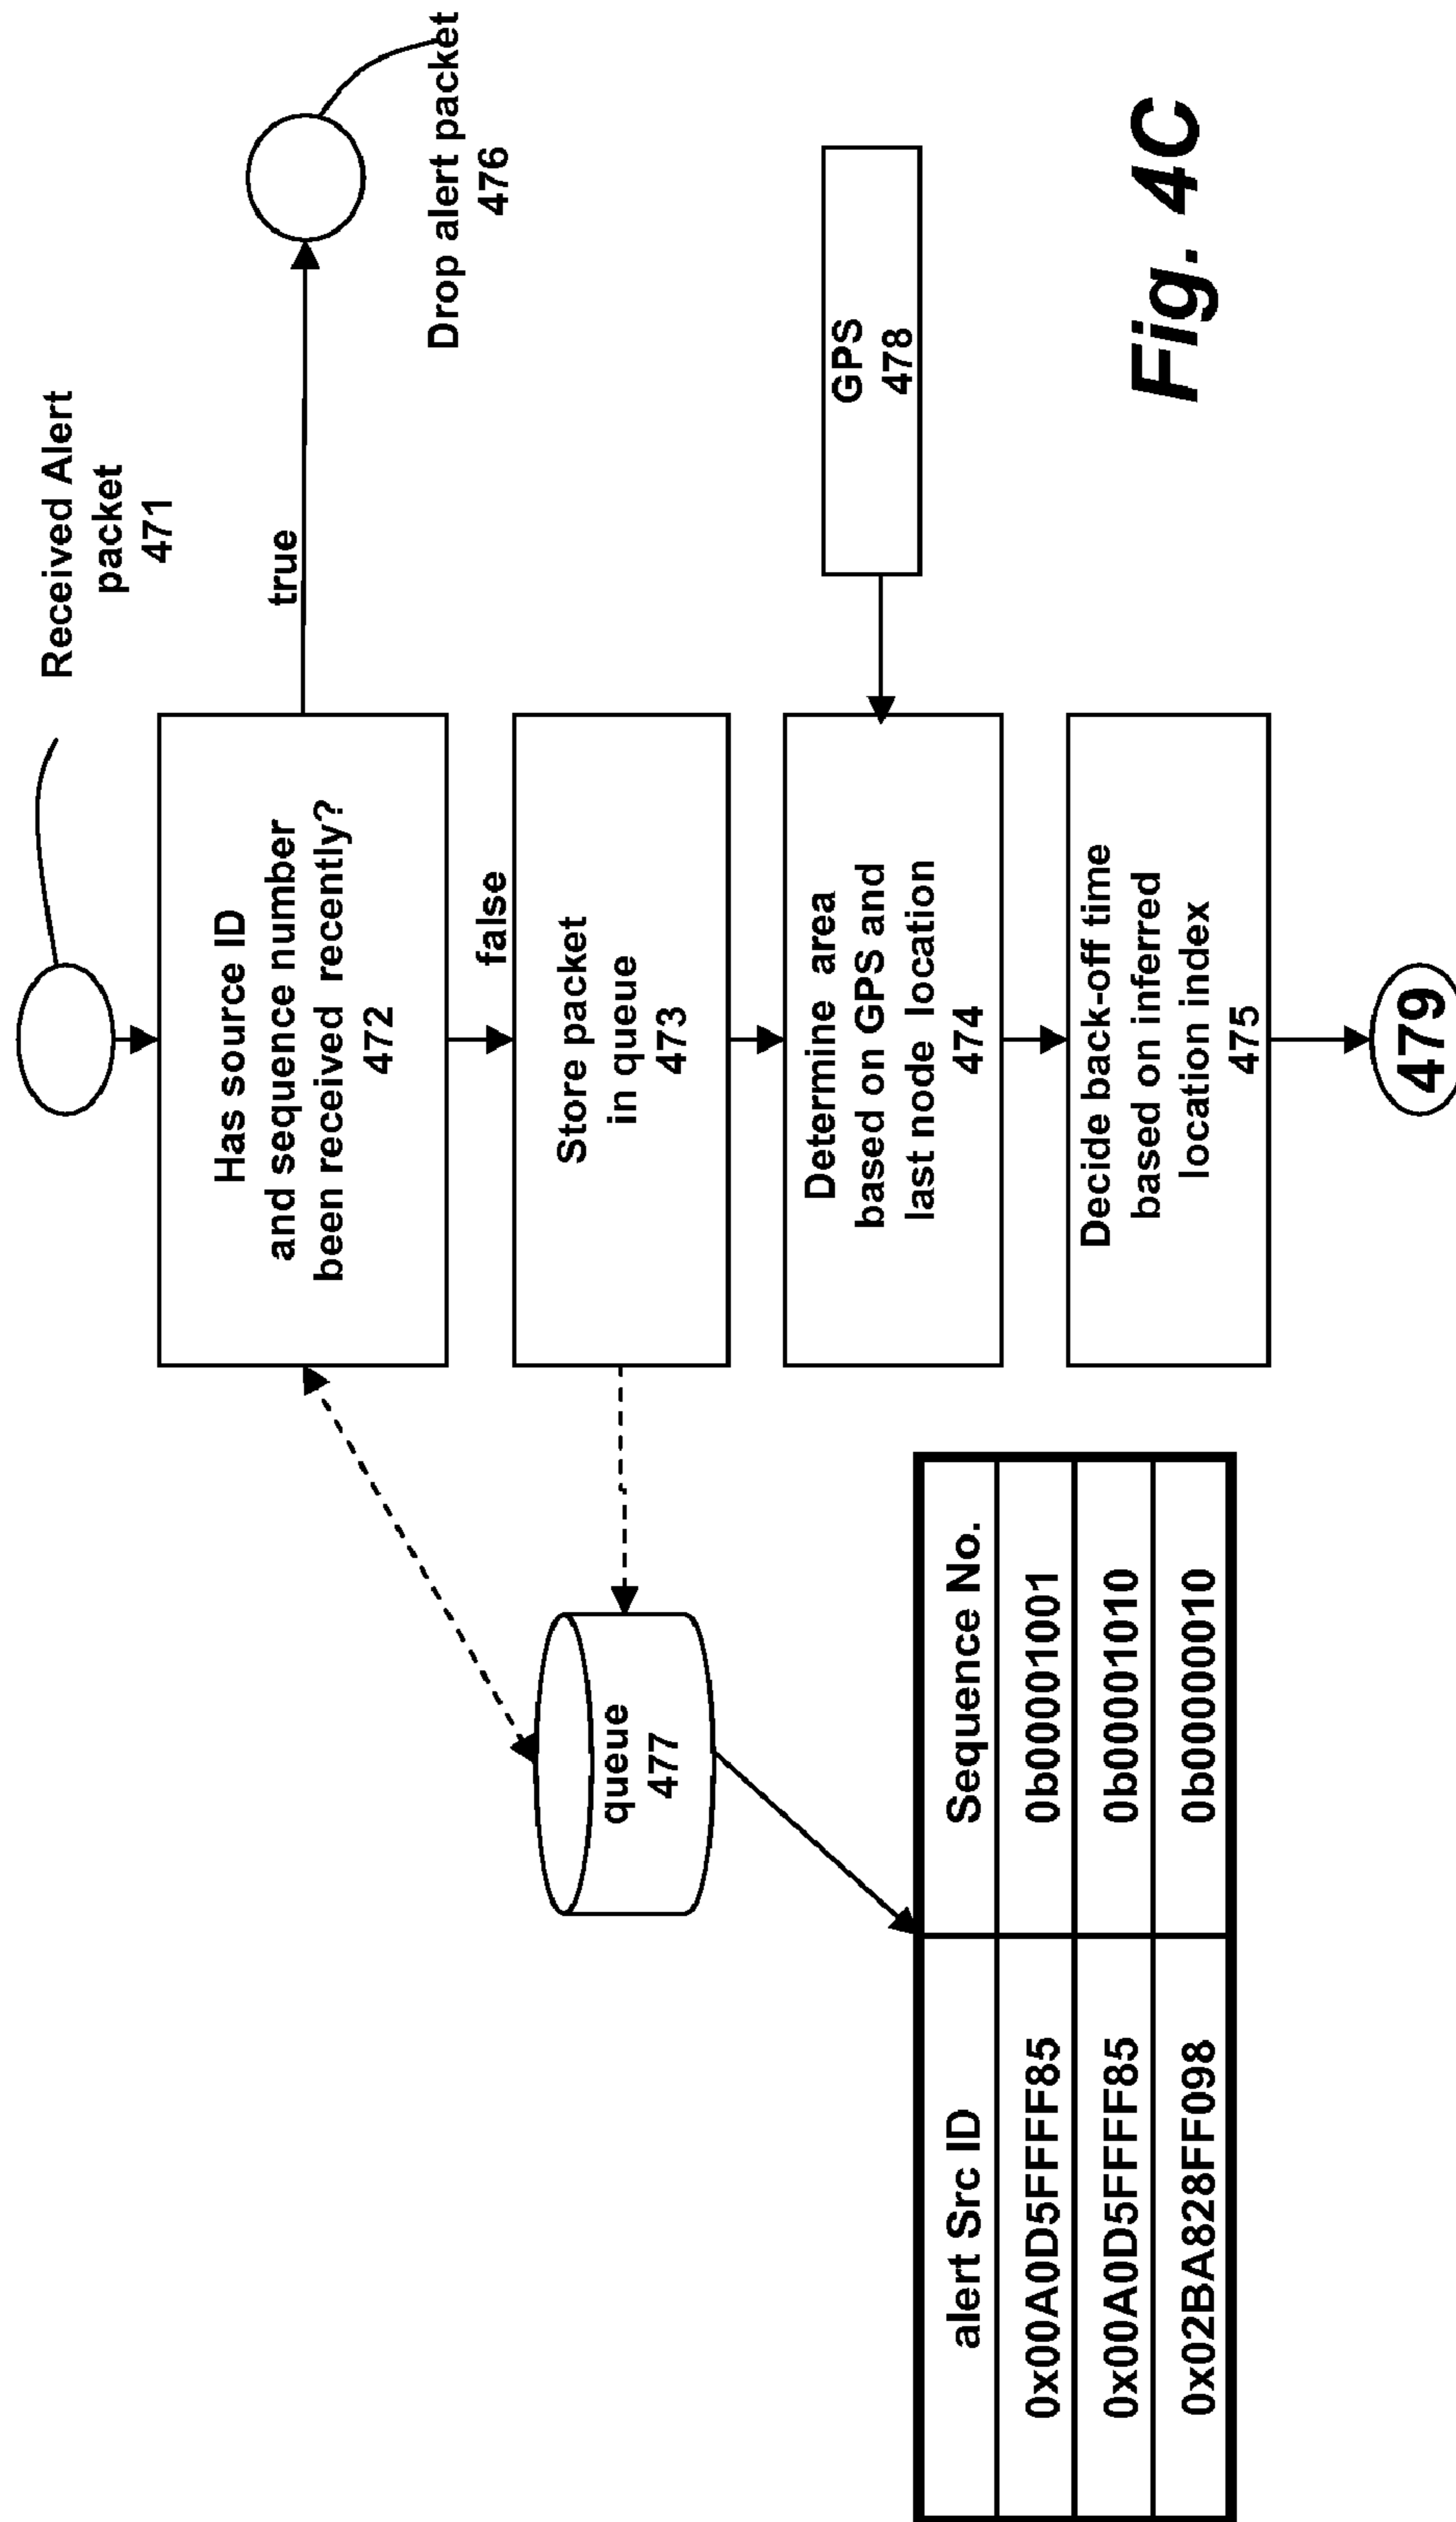 Received Alert
packet
471
Has source ID
and sequence number
been received recently?
472
true
Drop alert packet
476
false
Store packet
in queue
473
queue
477
Determine area
based on GPS and
last node location
474
GPS
478
Decide back-off time
based on inferred
location index
475
479
alert Src ID Sequence No.
0x00A0D5FFFF85 0b00001001
0x00A0D5FFFF85 0b00001010
0x02BA828FF098 0b00000010
Fig. 4C